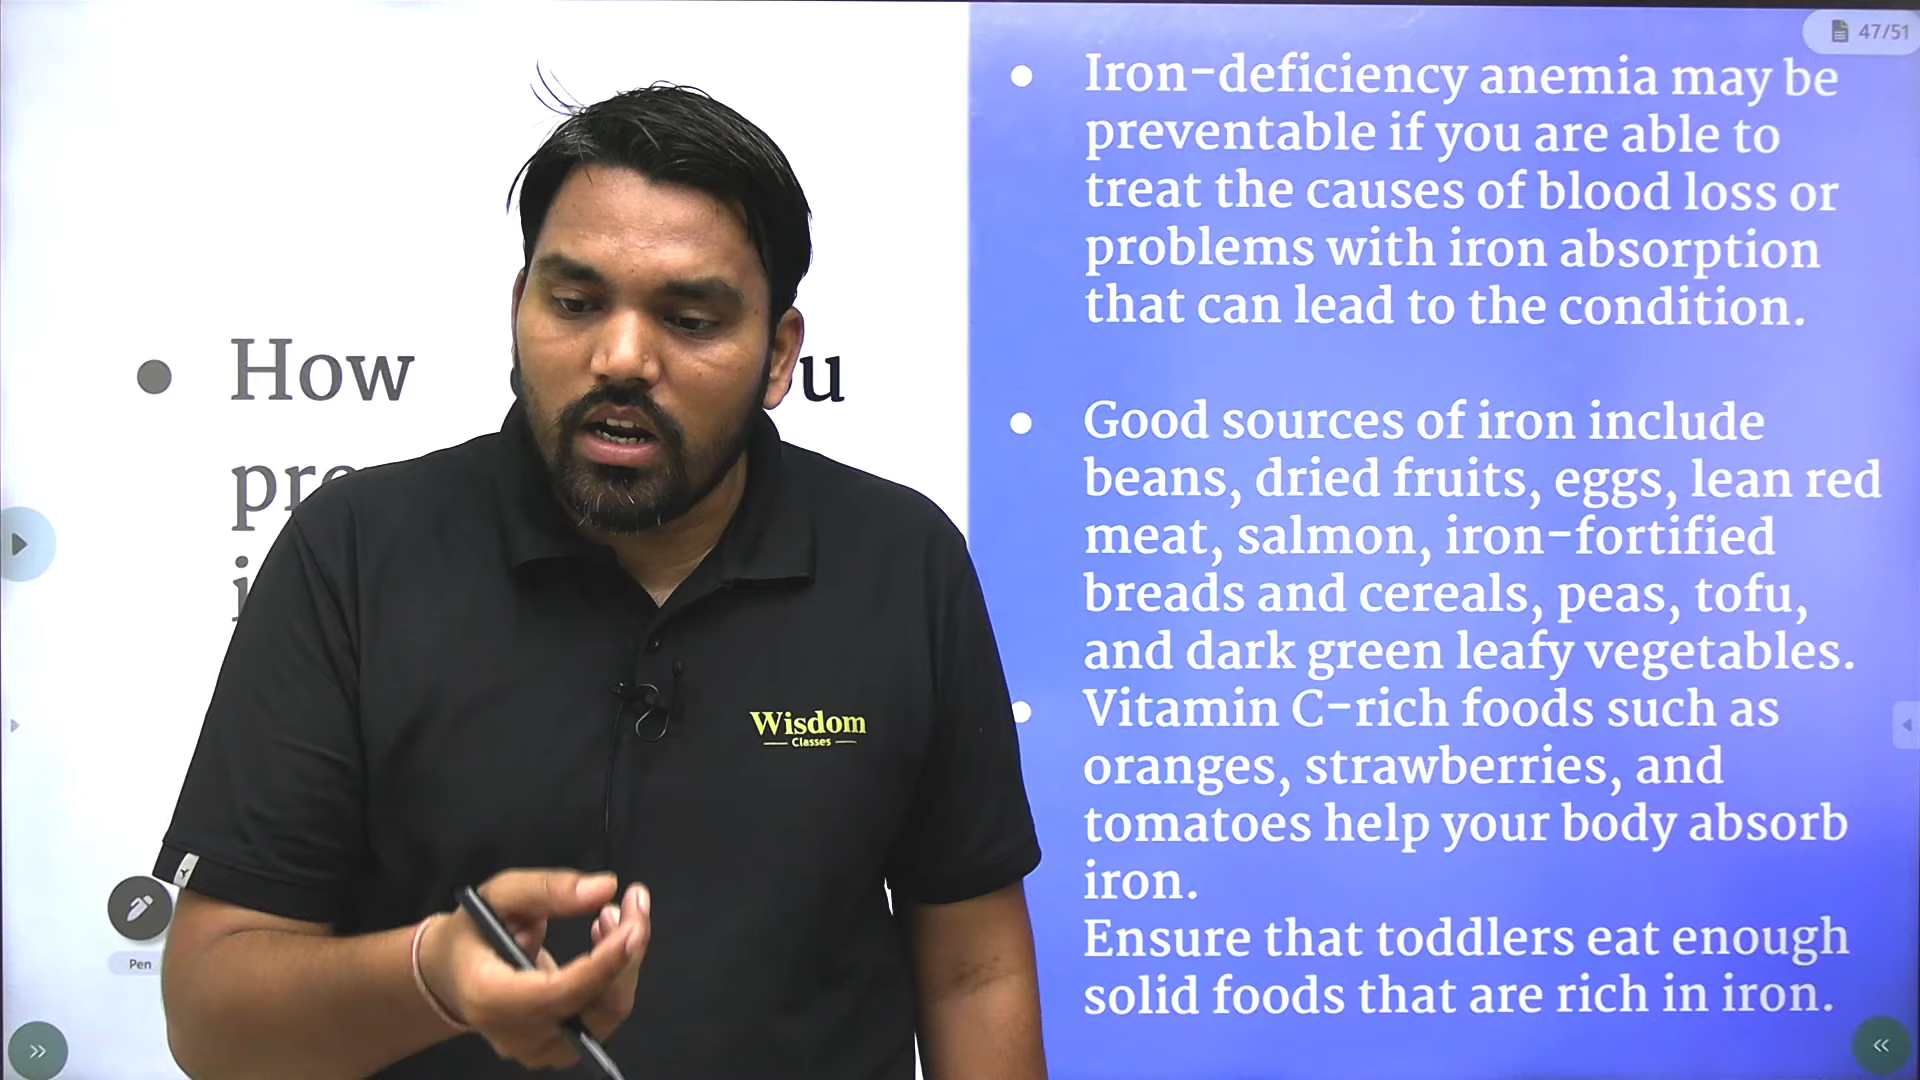 47/51
How
u
Iron-deficiency anemia may be
preventable if you are able to
treat the causes of blood loss or
problems with iron absorption
that can lead to the condition.
Good sources of iron include
beans, dried fruits, eggs, lean red
meat, salmon, iron-fortified
breads and cereals, peas, tofu,
and dark green leafy vegetables.
Vitamin C-rich foods such as
oranges, strawberries, and
tomatoes help your body absorb
iron.
Ensure that toddlers eat enough
solid foods that are rich in iron.
Wisdom
Classes
Pen